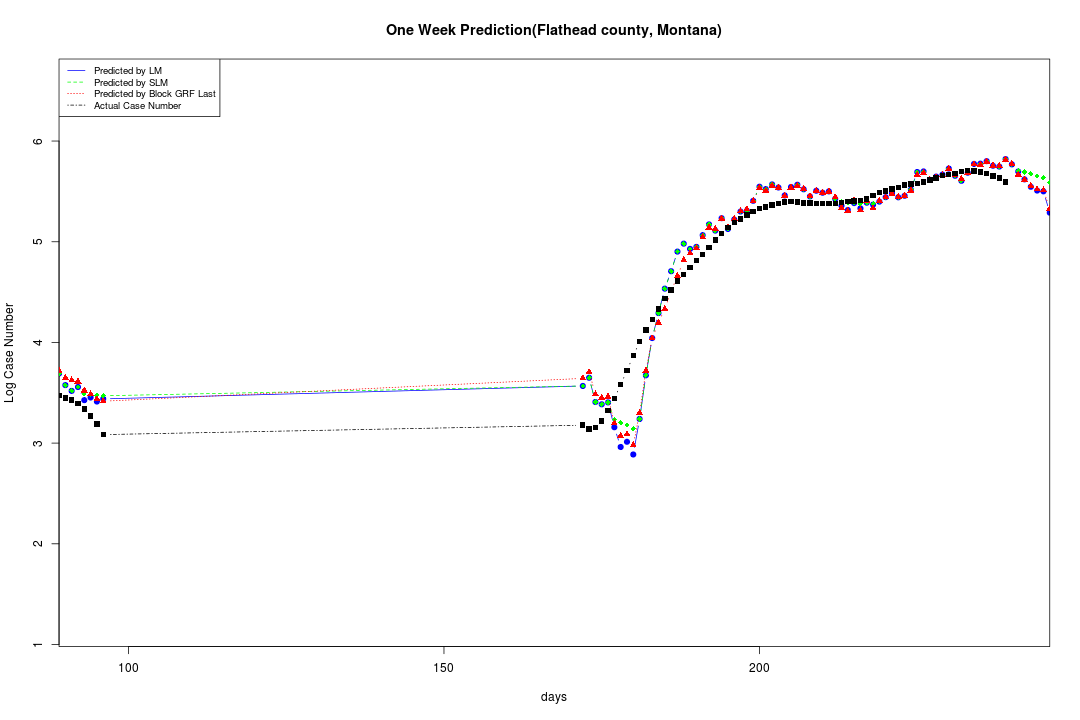 One Week Prediction(Flathead county, Montana)
Predicted by LM
Predicted by SLM
Predicted by Block GRF Last
Actual Case Number
6
5
4
3
2
1
Log Case Number
100 150 200
days